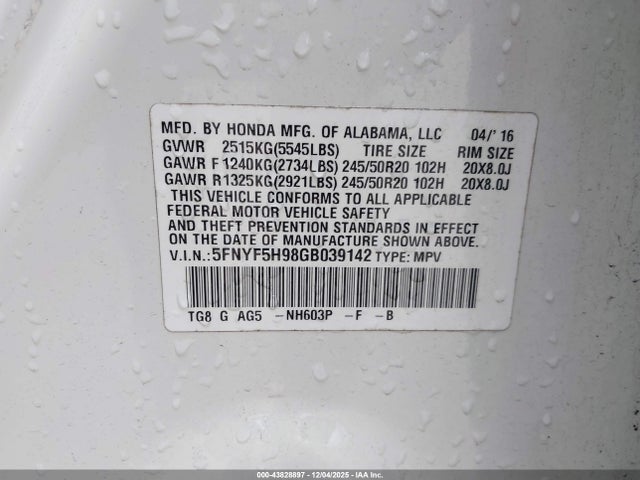 MFD. BY HONDA MFG. OF ALABAMA, LLC 04/'16
GVWR 2515KG(5545LBS) TIRE SIZE RIM SIZE
GAWR F 1240KG(2734LBS) 245/50R20 102H 20X8.0J
GAWR R 1325KG(2921LBS) 245/50R20 102H 20X8.0J
THIS VEHICLE CONFORMS TO ALL APPLICABLE
FEDERAL MOTOR VEHICLE SAFETY
AND THEFT PREVENTION STANDARDS IN EFFECT ON
THE DATE OF MANUFACTURE SHOWN ABOVE.
V.I.N.: 5FNYF5H98GB039142 TYPE: MPV
TG8 G AG5 -NH603P -F -B
000-43828897 - 12/04/2025 - IAA Inc.